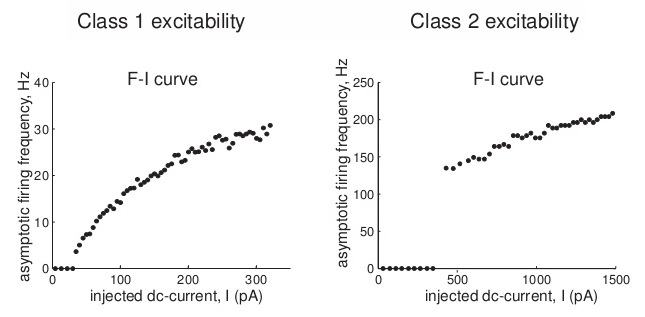 Class 1 excitability
F-I curve
asymptotic firing frequency, Hz
40
30
20
10
0
0 100 200 300
injected dc-current, I (pA)
Class 2 excitability
F-I curve
asymptotic firing frequency, Hz
250
200
150
100
50
0
0 500 1000 1500
injected dc-current, I (pA)